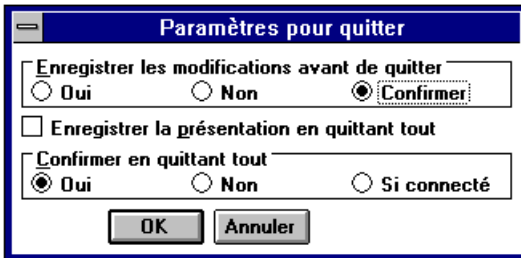 Paramètres pour quitter
Enregistrer les modifications avant de quitter
Oui Non Confirmer
Enregistrer la présentation en quittant tout
Confirmer en quittant tout
Oui Non Si connecté
OK Annuler